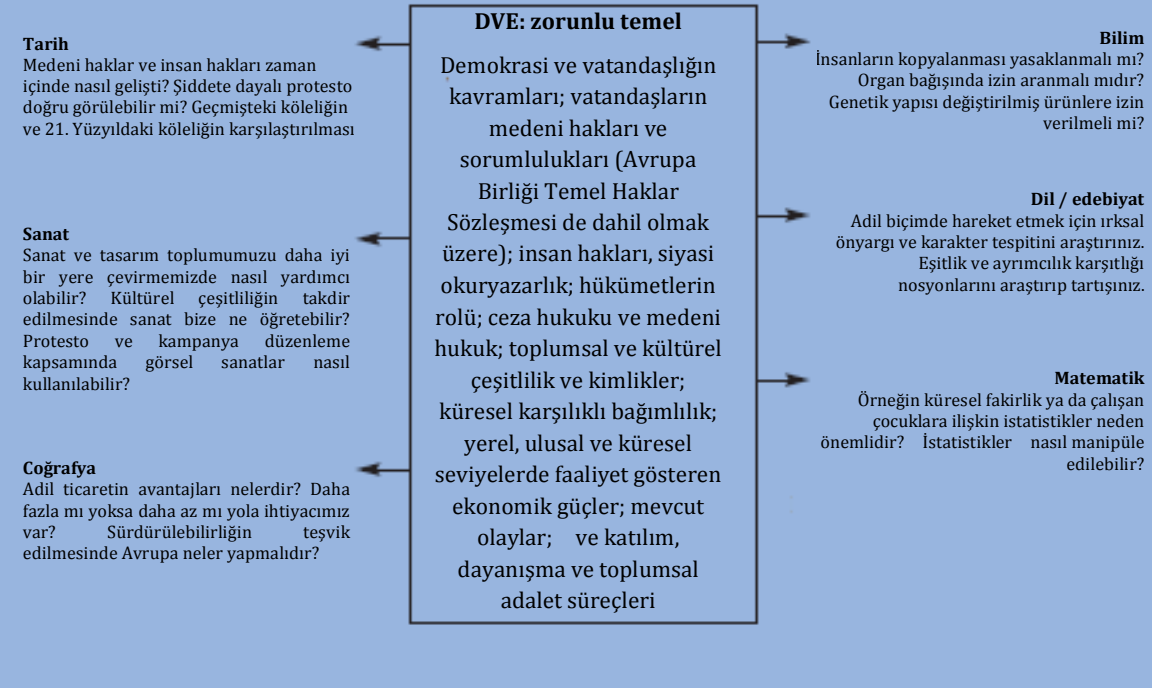 DVE: zorunlu temel
Demokrasi ve vatandaşlığın
kavramları; vatandaşların
medeni hakları ve
sorumlulukları (Avrupa
Birliği Temel Haklar
Sözleşmesi de dahil olmak
üzere); insan hakları, siyasi
okuryazarlık; hükümetlerin
rolü; ceza hukuku ve medeni
hukuk; toplumsal ve kültürel
çeşitlilik ve kimlikler;
küresel karşılıklı bağımlılık;
yerel, ulusal ve küresel
seviyelerde faaliyet gösteren
ekonomik güçler; mevcut
olaylar; ve katılım,
dayanışma ve toplumsal
adalet süreçleri
Tarih
Medeni haklar ve insan hakları zaman
içinde nasıl gelişti? Şiddete dayalı protesto
doğru görülebilir mi? Geçmişteki köleliğin
ve 21. Yüzyıldaki köleliğin karşılaştırılması
Sanat
Sanat ve tasarım toplumumuzu daha iyi
bir yere çevirmemizde nasıl yardımcı
olabilir? Kültürel çeşitliliğin takdir
edilmesinde sanat bize ne öğretebilir?
Protesto ve kampanya düzenleme
kapsamında görsel sanatlar nasıl
kullanılabilir?
Coğrafya
Adil ticaretin avantajları nelerdir? Daha
fazla mı yoksa daha az mı yola ihtiyacımız
var? Sürdürülebilirliğin teşvik
edilmesinde Avrupa neler yapmalıdır?
Bilim
İnsanların kopyalanması yasaklanmalı mı?
Organ bağışında izin aranmalı mıdır?
Genetik yapısı değiştirilmiş ürünlere izin
verilmeli mi?
Dil / edebiyat
Adil biçimde hareket etmek için ırksal
önyargı ve karakter tespitini araştırınız.
Eşitlik ve ayrımcılık karşıtlığı
nosyonlarını araştırıp tartışınız.
Matematik
Örneğin küresel fakirlik ya da çalışan
çocuklara ilişkin istatistikler neden
önemlidir? İstatistikler nasıl manipüle
edilebilir?